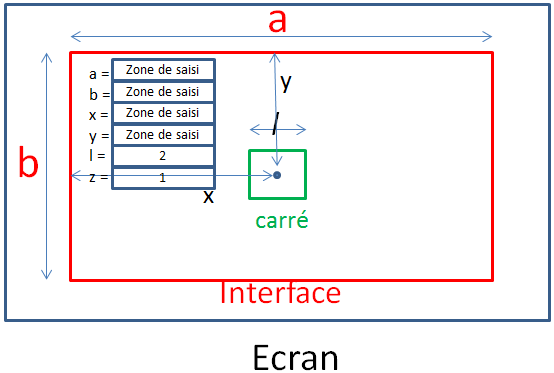 a
y
a = Zone de saisi
b = Zone de saisi
x = Zone de saisi
y = Zone de saisi
l = 2
z = 1
l
b
x
carré
Interface
Ecran